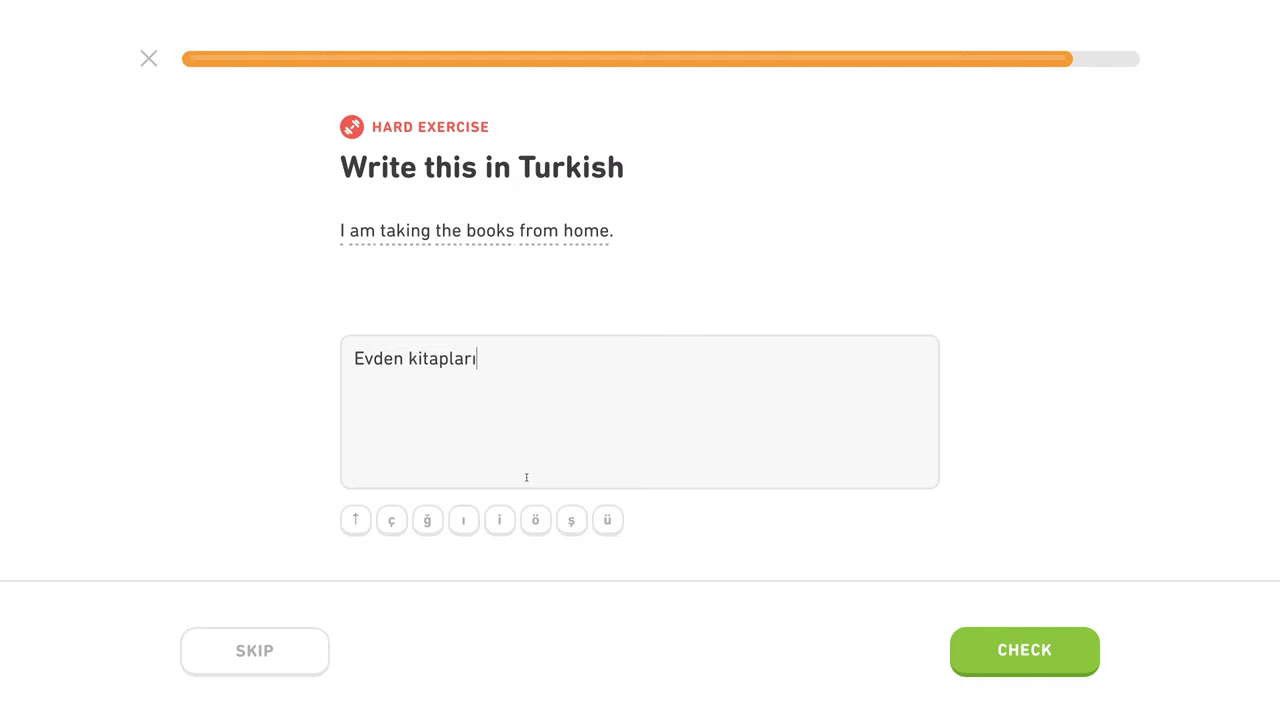 HARD EXERCISE
Write this in Turkish
I am taking the books from home.
Evden kitapları
↑ ç ğ ı i ö ş ü
SKIP
CHECK